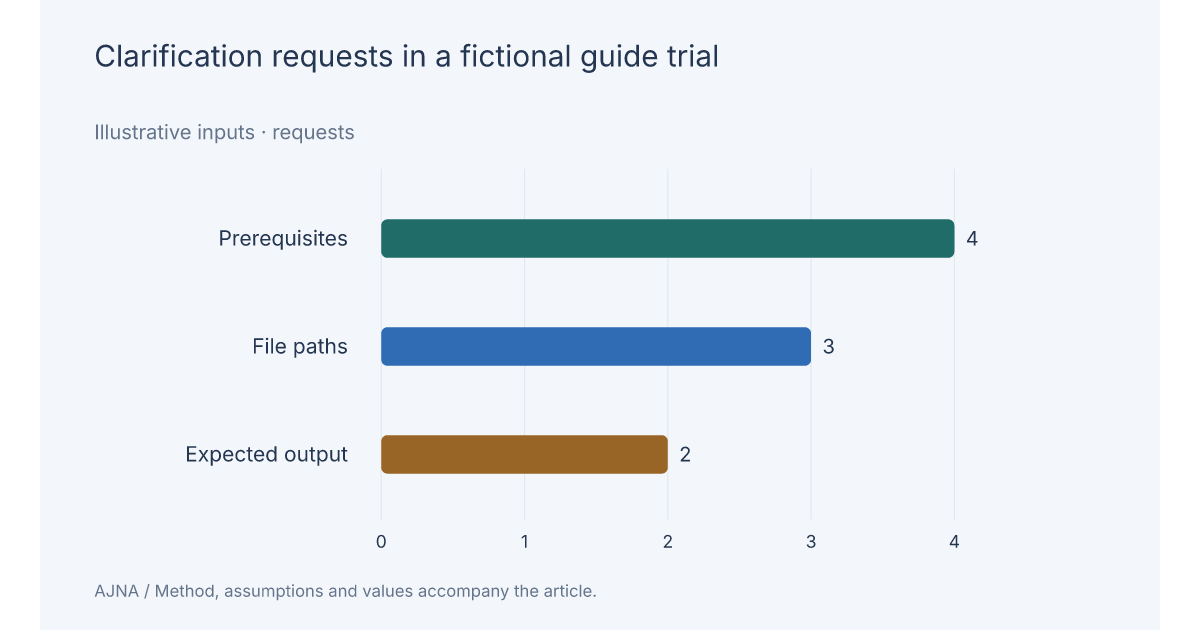 Clarification requests in a fictional guide trial
Illustrative inputs · requests
Prerequisites 4
File paths 3
Expected output 2
0 1 2 3 4
AJNA / Method, assumptions and values accompany the article.